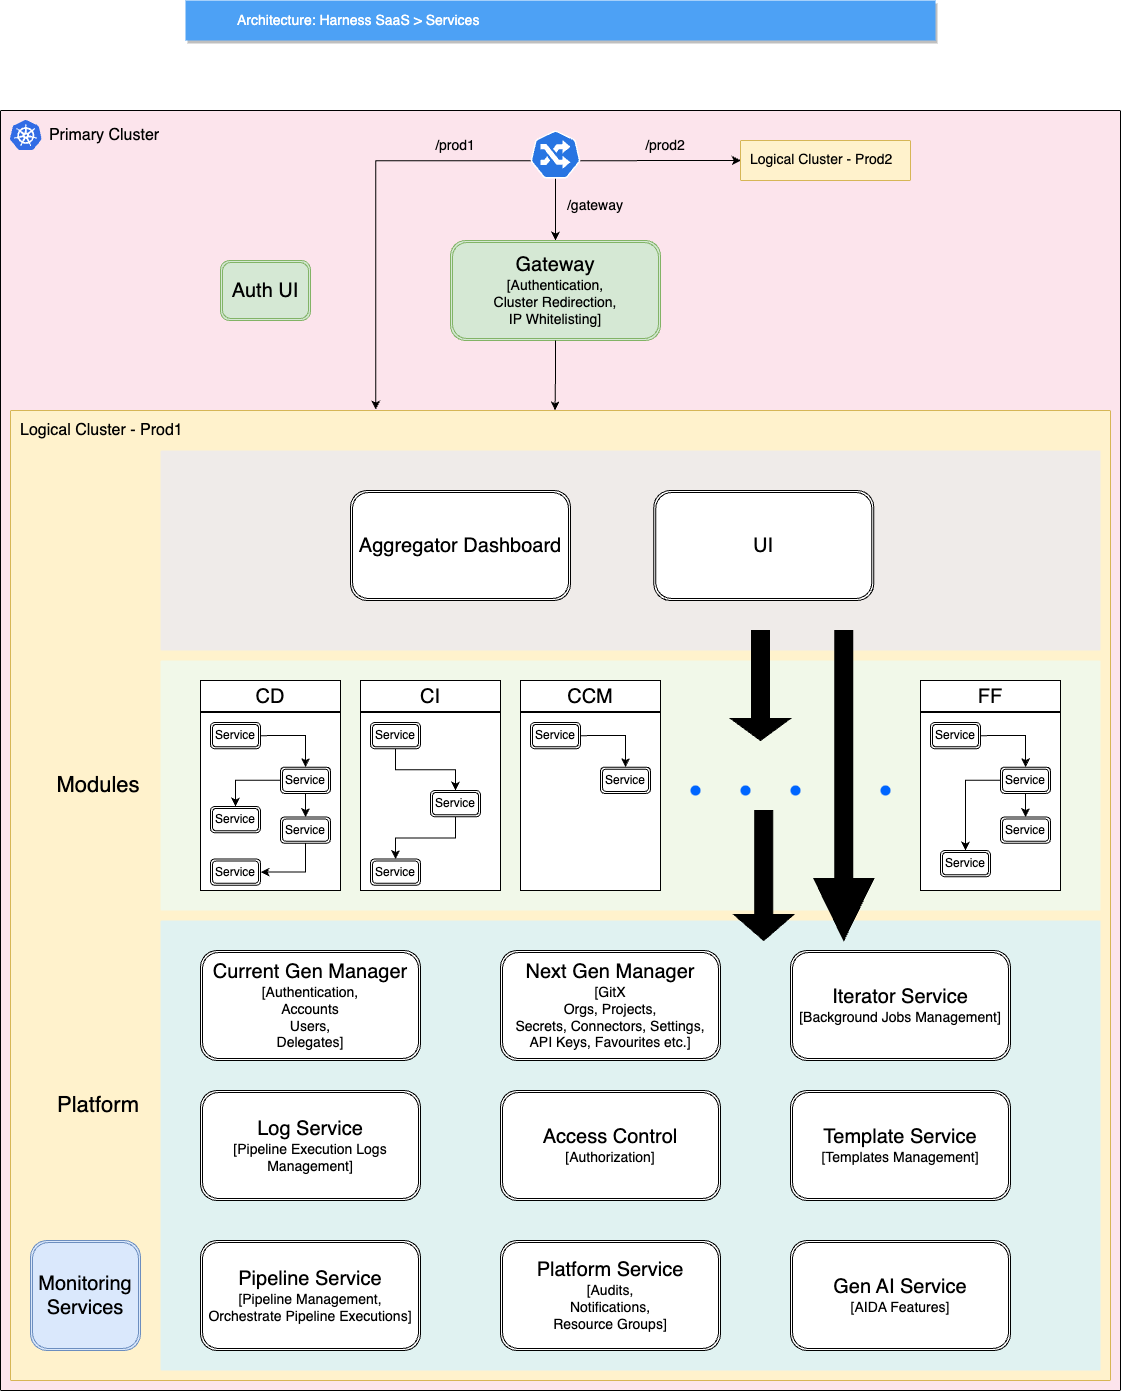 Architecture: Harness SaaS > Services
Primary Cluster
/prod1
/prod2
Logical Cluster - Prod2
/gateway
Gateway
[Authentication,
Cluster Redirection,
IP Whitelisting]
Auth UI
Logical Cluster - Prod1
Aggregator Dashboard
UI
Modules
CD
Service
Service
Service
Service
Service
CI
Service
Service
Service
CCM
Service
Service
FF
Service
Service
Service
Service
Platform
Current Gen Manager
[Authentication,
Accounts
Users,
Delegates]
Next Gen Manager
[GitX
Orgs, Projects,
Secrets, Connectors, Settings,
API Keys, Favourites etc.]
Iterator Service
[Background Jobs Management]
Log Service
[Pipeline Execution Logs
Management]
Access Control
[Authorization]
Template Service
[Templates Management]
Monitoring
Services
Pipeline Service
[Pipeline Management,
Orchestrate Pipeline Executions]
Platform Service
[Audits,
Notifications,
Resource Groups]
Gen AI Service
[AIDA Features]